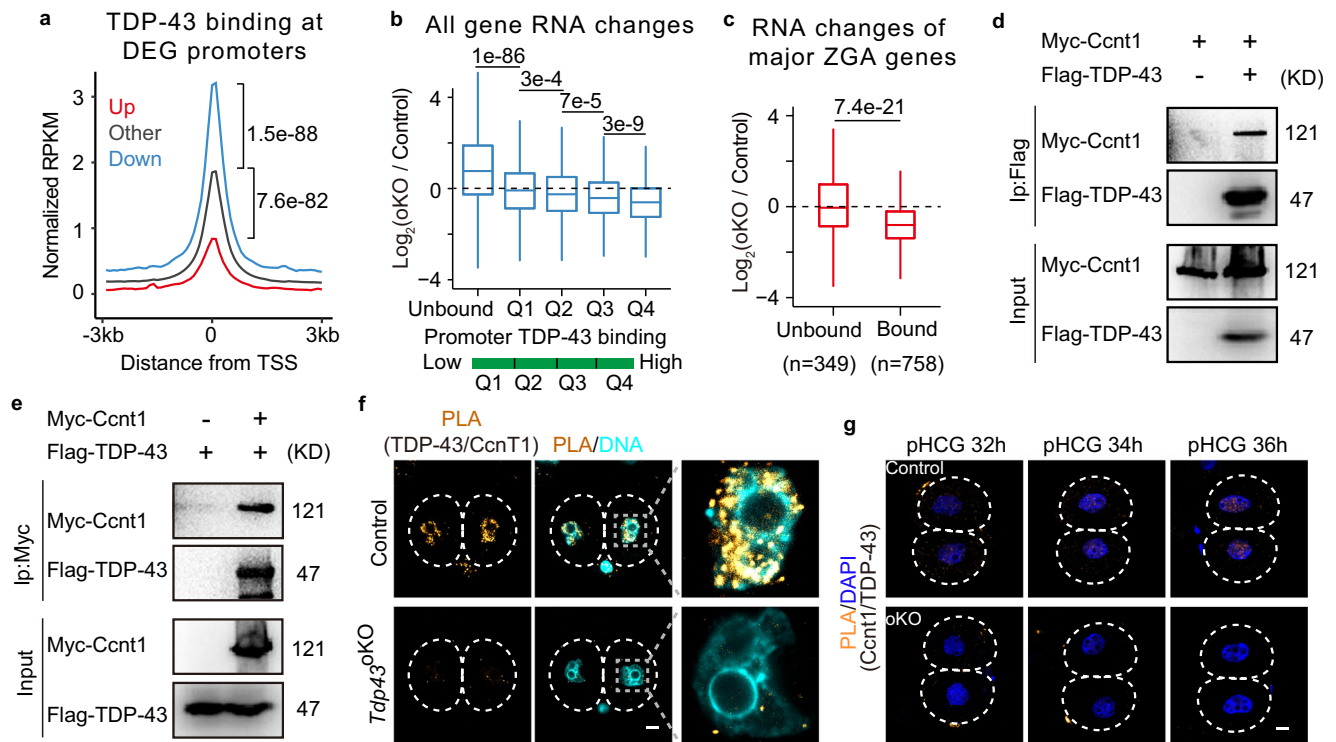 a
TDP-43 binding at
DEG promoters
Normalized RPKM
3
2
1
0
Up
Other
Down
1.5e-88
7.6e-82
-3kb 0 3kb
Distance from TSS
b
All gene RNA changes
Log2(oKO / Control)
4
0
−4
1e-86
3e-4
7e-5
3e-9
Unbound Q1 Q2 Q3 Q4
Promoter TDP-43 binding
Low High
Q1 Q2 Q3 Q4
c
RNA changes of
major ZGA genes
Log2(oKO / Control)
4
0
−4
7.4e-21
Unbound Bound
(n=349) (n=758)
d
Myc-Ccnt1 + +
Flag-TDP-43 - + (KD)
Ip:Flag
Myc-Ccnt1 121
Flag-TDP-43 47
Input
Myc-Ccnt1 121
Flag-TDP-43 47
e
Myc-Ccnt1 - +
Flag-TDP-43 + + (KD)
Ip:Myc
Myc-Ccnt1 121
Flag-TDP-43 47
Input
Myc-Ccnt1 121
Flag-TDP-43 47
f
PLA
(TDP-43/CcnT1) PLA/DNA
Control
Tdp43oKO
g
pHCG 32h pHCG 34h pHCG 36h
PLA/DAPI
(Ccnt1/TDP-43)
Control
oKO